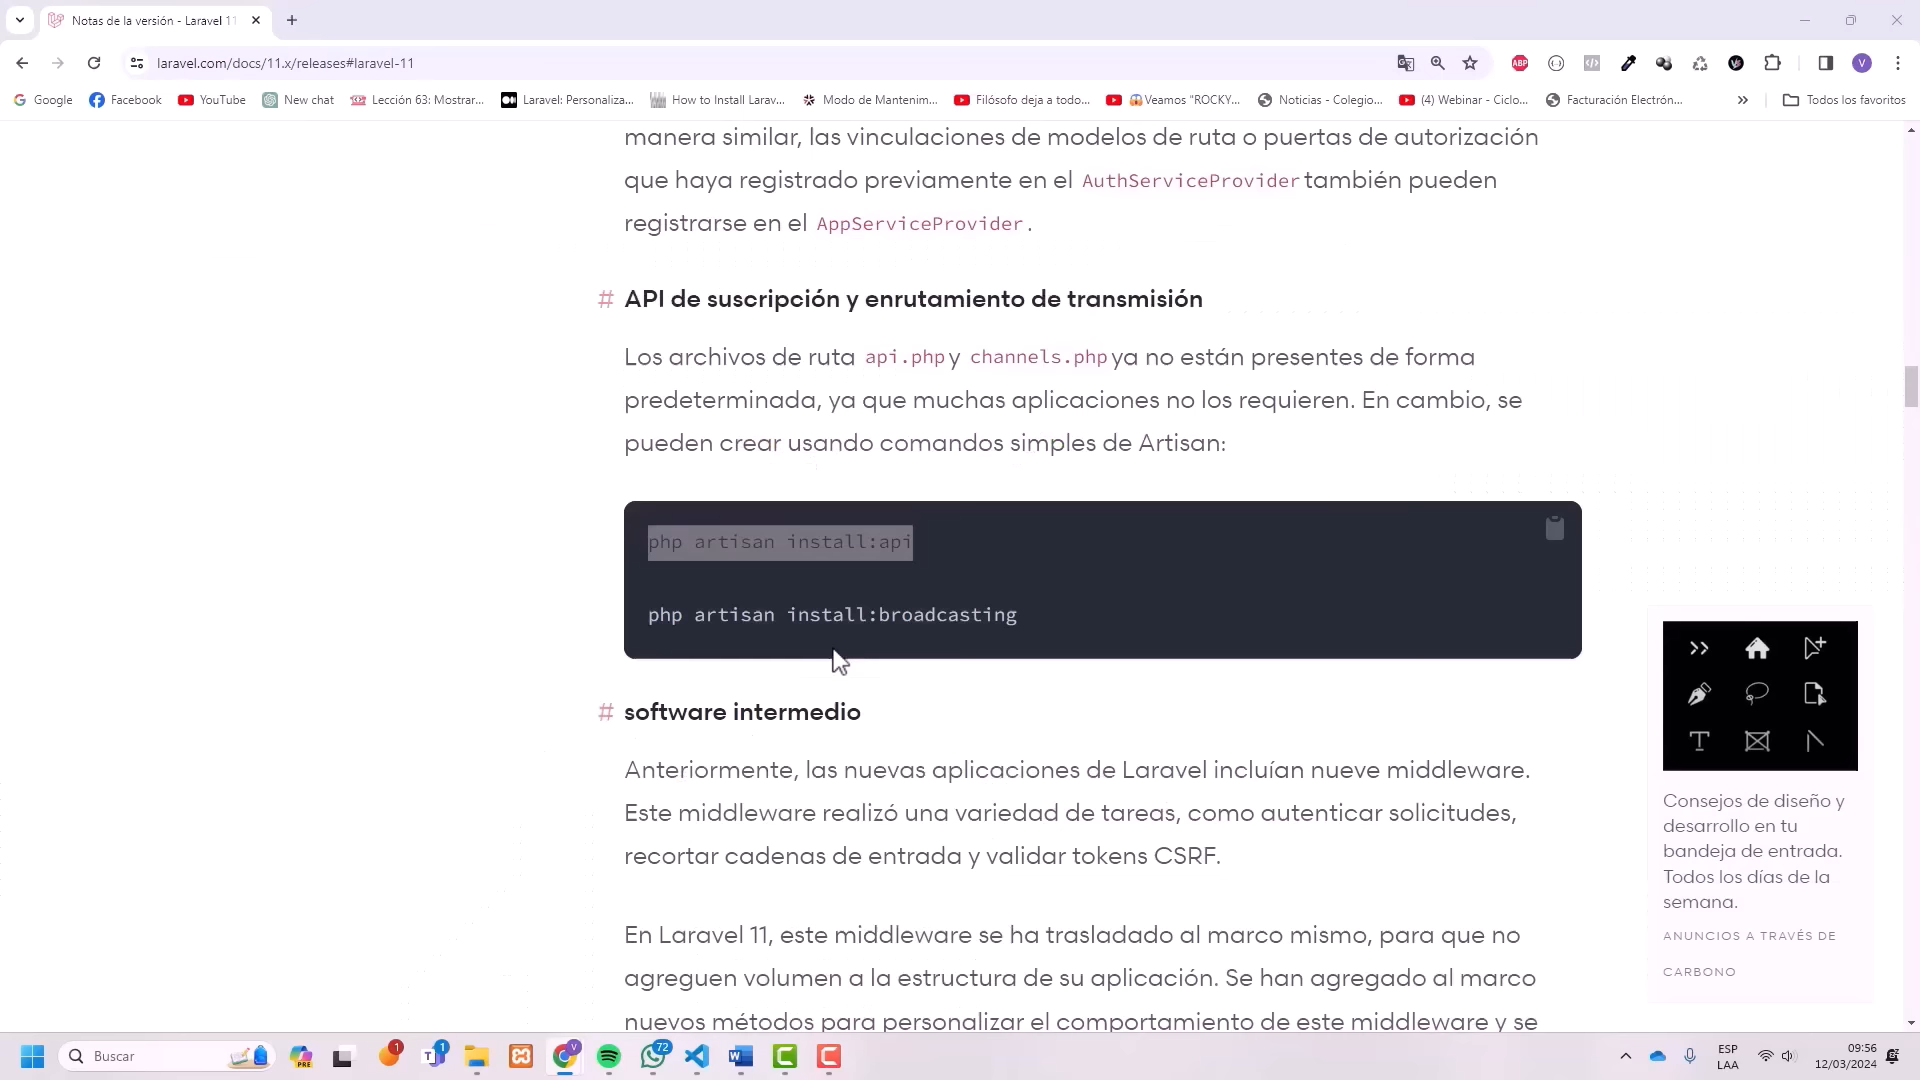 Notas de la versión - Laravel 11
laravel.com/docs/11.x/releases#laravel-11
ABP
V
Google
Facebook
YouTube
New chat
Lección 63: Mostrar...
Laravel: Personaliza...
How to Install Larav...
Modo de Mantenim...
Filósofo deja a todo...
Veamos "ROCKY...
Noticias - Colegio...
(4) Webinar - Ciclo...
Facturación Electrón...
Todos los favoritos
manera similar, las vinculaciones de modelos de ruta o puertas de autorización
que haya registrado previamente en el AuthServiceProvider también pueden
registrarse en el AppServiceProvider.
# API de suscripción y enrutamiento de transmisión
Los archivos de ruta api.php y channels.php ya no están presentes de forma
predeterminada, ya que muchas aplicaciones no los requieren. En cambio, se
pueden crear usando comandos simples de Artisan:
php artisan install:api
php artisan install:broadcasting
# software intermedio
Anteriormente, las nuevas aplicaciones de Laravel incluían nueve middleware.
Este middleware realizó una variedad de tareas, como autenticar solicitudes,
recortar cadenas de entrada y validar tokens CSRF.
En Laravel 11, este middleware se ha trasladado al marco mismo, para que no
agreguen volumen a la estructura de su aplicación. Se han agregado al marco
nuevos métodos para personalizar el comportamiento de este middleware y se
Consejos de diseño y
desarrollo en tu
bandeja de entrada.
Todos los días de la
semana.
ANUNCIOS A TRAVÉS DE
CARBONO
Buscar
PRE
1
1
V
72
ESP
LAA
09:56
12/03/2024